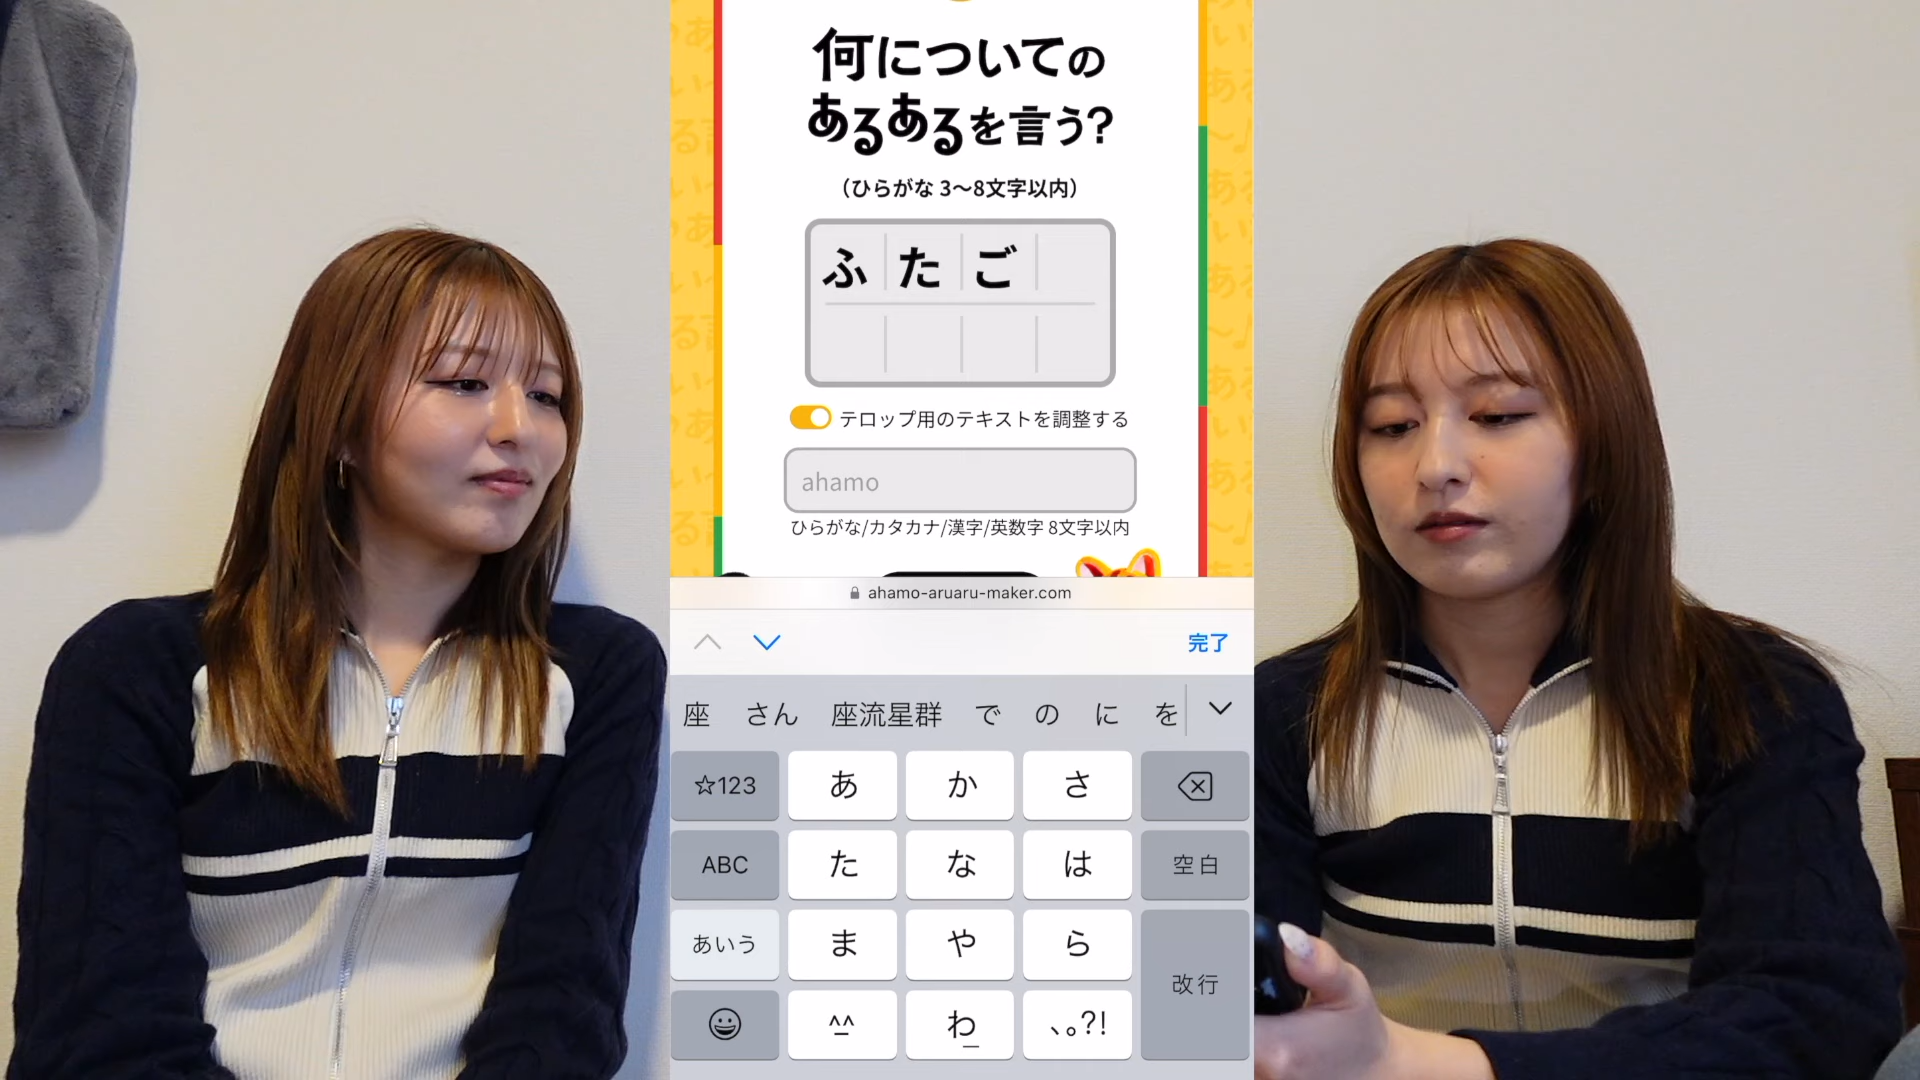 何についての
あるあるを言う?
（ひらがな 3〜8文字以内）
ふたご
テロップ用のテキストを調整する
ahamo
ひらがな/カタカナ/漢字/英数字 8文字以内
ahamo-aruaru-maker.com
完了
座 さん 座流星群 で の に を
☆123 あ か さ
ABC た な は 空白
あいう ま や ら 改行
^^ わ 、。?!